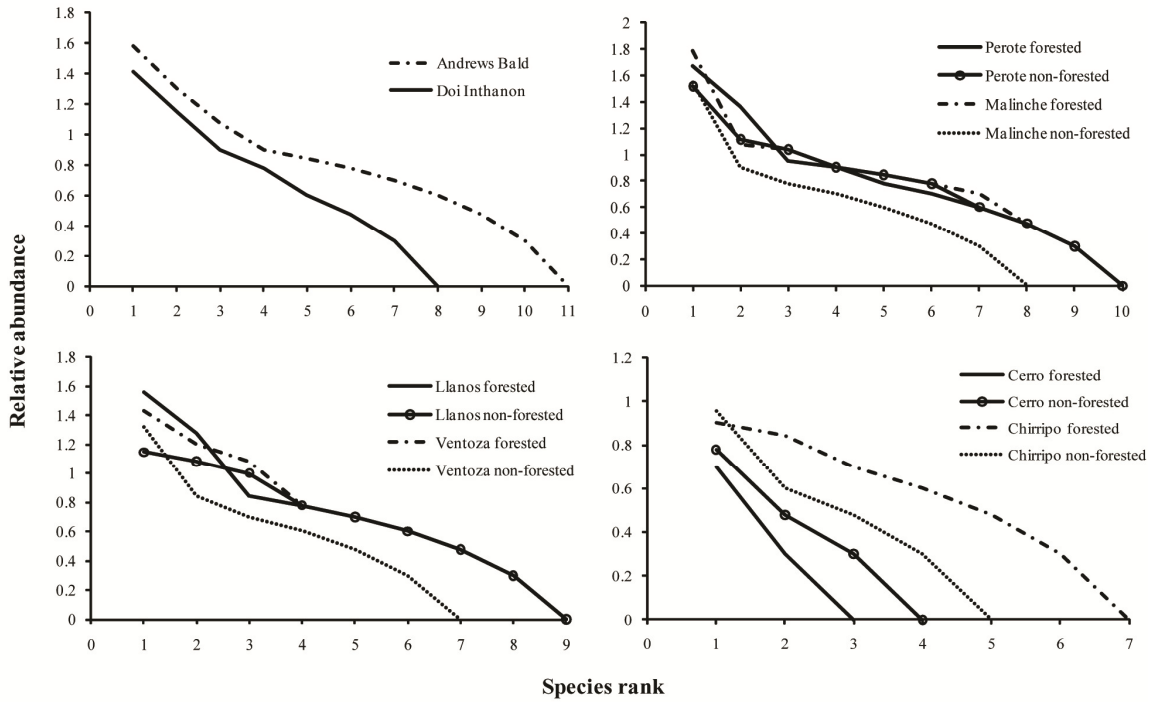 Relative abundance
1.8
1.6
1.4
1.2
1
0.8
0.6
0.4
0.2
0
0 1 2 3 4 5 6 7 8 9 10 11
Andrews Bald
Doi Inthanon
2
1.8
1.6
1.4
1.2
1
0.8
0.6
0.4
0.2
0
0 1 2 3 4 5 6 7 8 9 10
Perote forested
Perote non-forested
Malinche forested
Malinche non-forested
1.8
1.6
1.4
1.2
1
0.8
0.6
0.4
0.2
0
0 1 2 3 4 5 6 7 8 9
Llanos forested
Llanos non-forested
Ventoza forested
Ventoza non-forested
1.2
1
0.8
0.6
0.4
0.2
0
0 1 2 3 4 5 6 7
Cerro forested
Cerro non-forested
Chirripo forested
Chirripo non-forested
Species rank